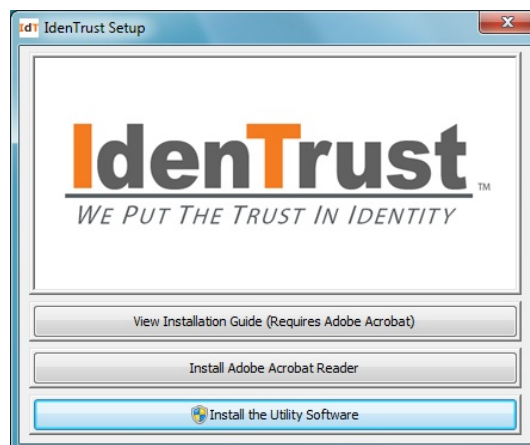 IdT IdenTrust Setup
IdenTrust ™
WE PUT THE TRUST IN IDENTITY
View Installation Guide (Requires Adobe Acrobat)
Install Adobe Acrobat Reader
Install the Utility Software